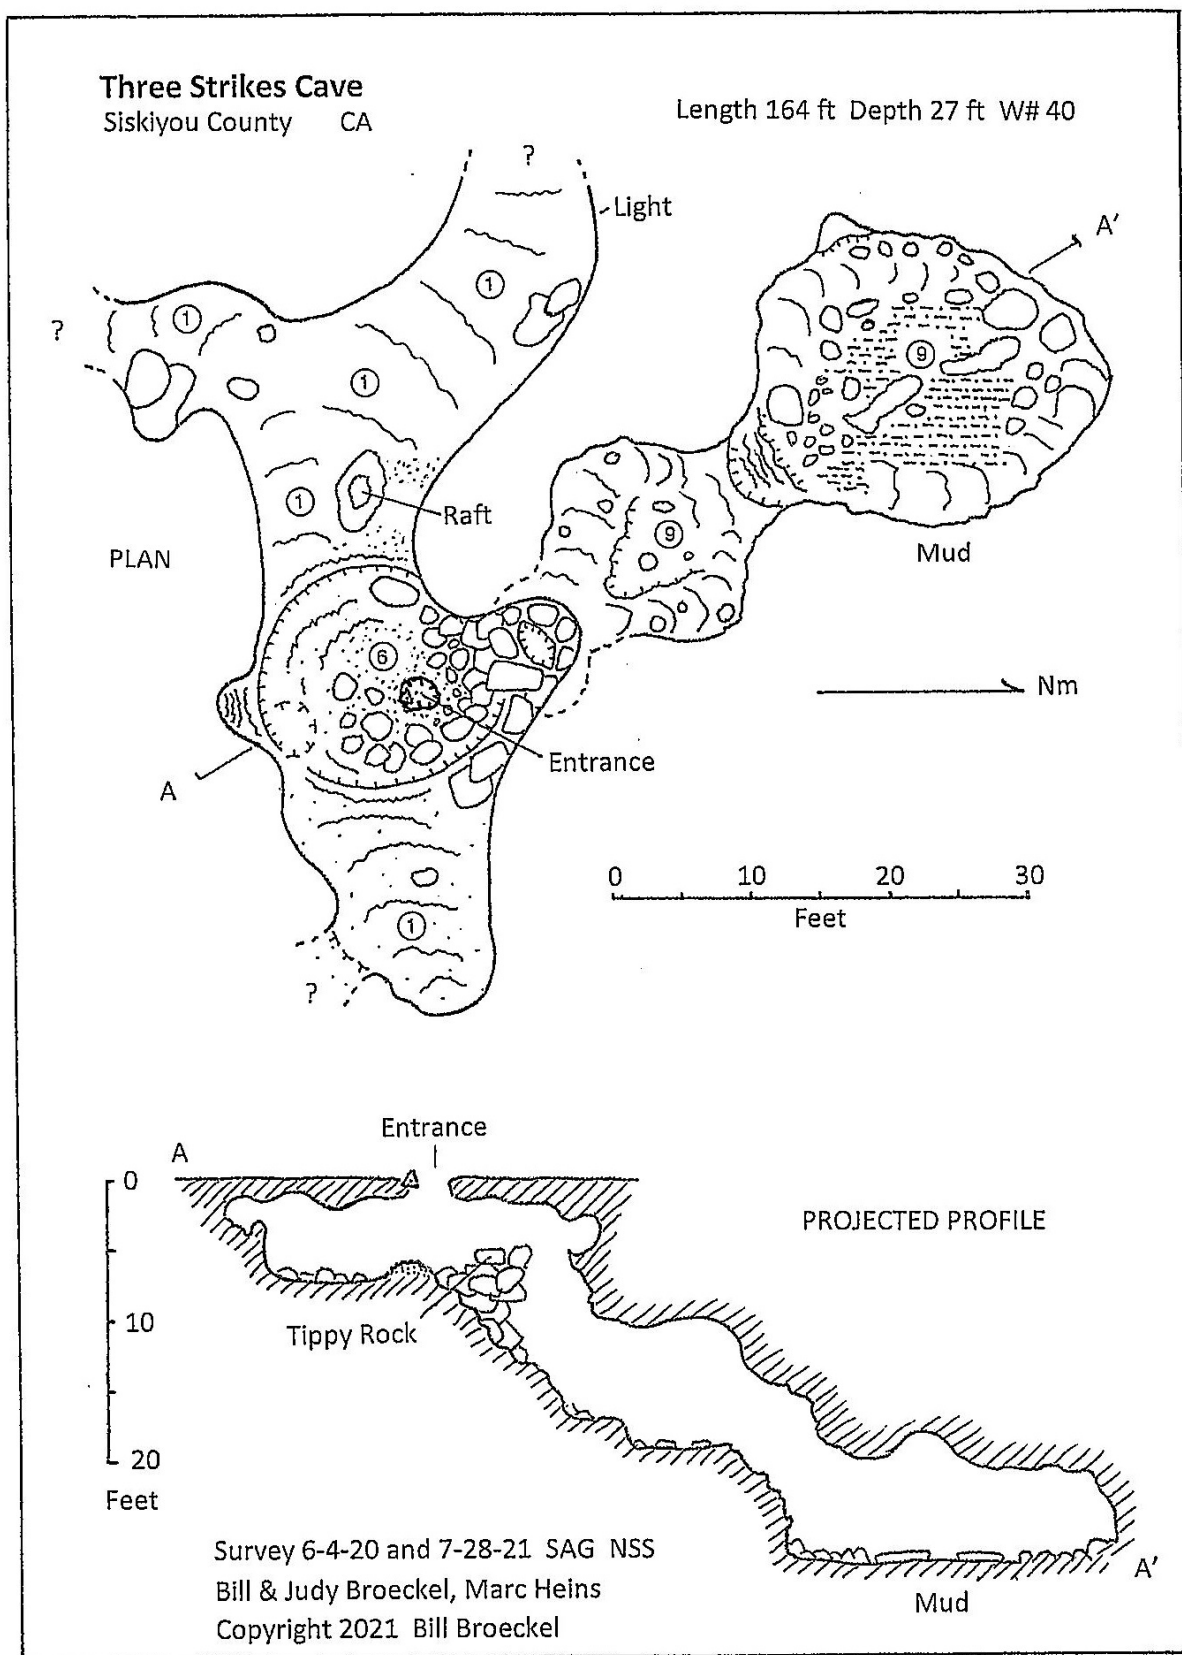 Three Strikes Cave
Siskiyou County CA
Length 164 ft Depth 27 ft W# 40
?
Light
A′
1
1
?
9
1
1
Raft
9
PLAN
Mud
6
Nm
Entrance
A
0 10 20 30
Feet
1
?
Entrance
A
0
PROJECTED PROFILE
10
Tippy Rock
20
Feet
Survey 6-4-20 and 7-28-21 SAG NSS
A′
Bill & Judy Broeckel, Marc Heins
Mud
Copyright 2021 Bill Broeckel